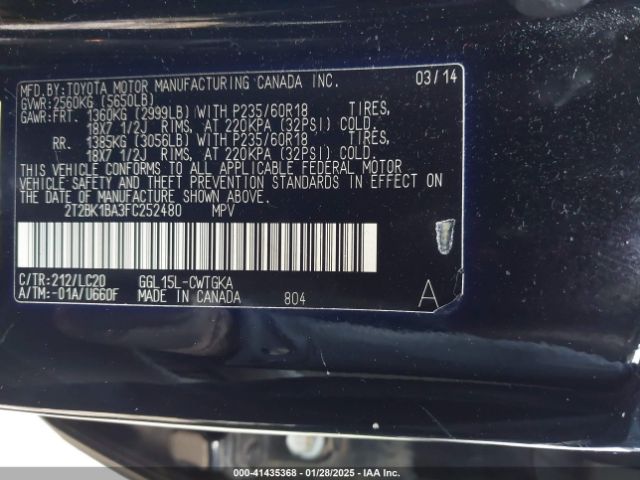 MFD.BY:TOYOTA MOTOR MANUFACTURING CANADA INC. 03/14
GVWR:2560KG (5650LB)
GAWR:FRT. 1360KG (2999LB) WITH P235/60R18 TIRES,
18X7 1/2J RIMS, AT 220KPA (32PSI) COLD.
RR. 1385KG (3056LB) WITH P235/60R18 TIRES,
18X7 1/2J RIMS, AT 220KPA (32PSI) COLD.
THIS VEHICLE CONFORMS TO ALL APPLICABLE FEDERAL MOTOR
VEHICLE SAFETY AND THEFT PREVENTION STANDARDS IN EFFECT ON
THE DATE OF MANUFACTURE SHOWN ABOVE.
2T2BK1BA3FC252480 MPV
C/TR:212/LC20 GGL15L-CWTGKA
A/TM:-01A/U660F MADE IN CANADA 804 A
000-41435368 - 01/28/2025 - IAA Inc.